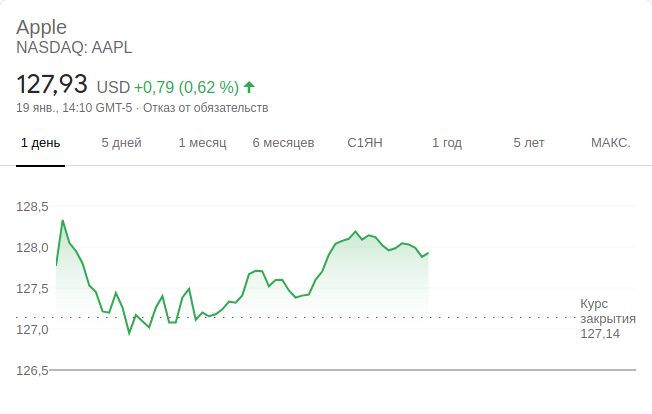 Apple
NASDAQ: AAPL
127,93 USD +0,79 (0,62 %)
19 янв., 14:10 GMT-5 · Отказ от обязательств
1 день 5 дней 1 месяц 6 месяцев С1ЯН 1 год 5 лет МАКС.
128,5
128,0
127,5
127,0
126,5
Курс
закрытия
127,14